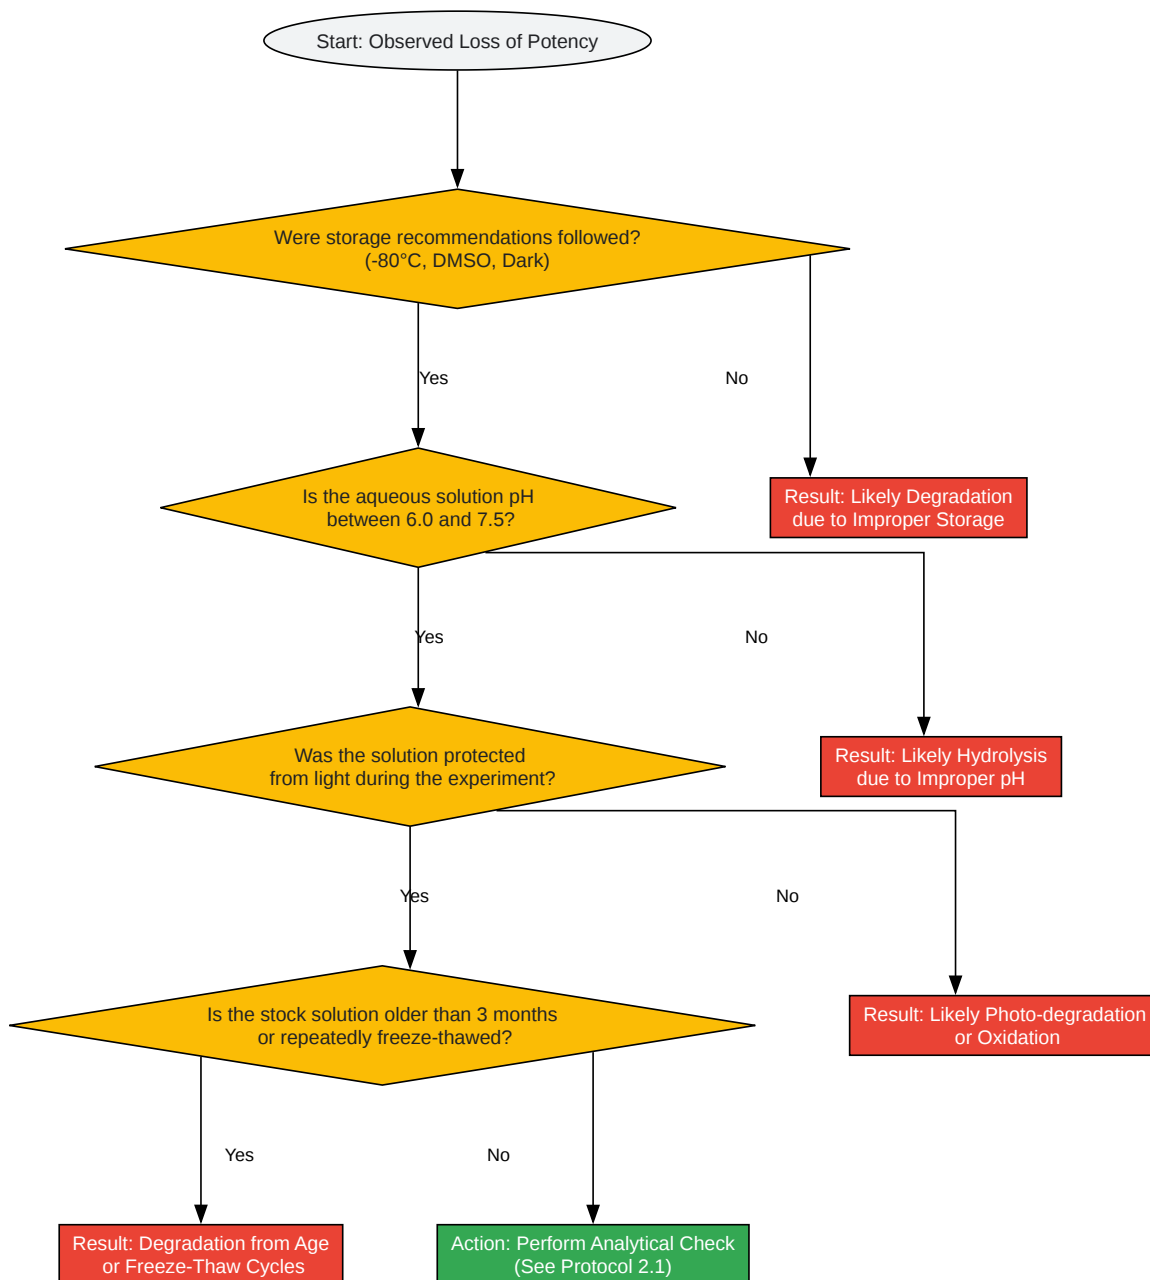 Start: Observed Loss of Potency
Were storage recommendations followed?
(-80°C, DMSO, Dark)
Yes
No
Is the aqueous solution pH
between 6.0 and 7.5?
Result: Likely Degradation
due to Improper Storage
Yes
No
Was the solution protected
from light during the experiment?
Result: Likely Hydrolysis
due to Improper pH
Yes
No
Is the stock solution older than 3 months
or repeatedly freeze-thawed?
Result: Likely Photo-degradation
or Oxidation
Yes
No
Result: Degradation from Age
or Freeze-Thaw Cycles
Action: Perform Analytical Check
(See Protocol 2.1)